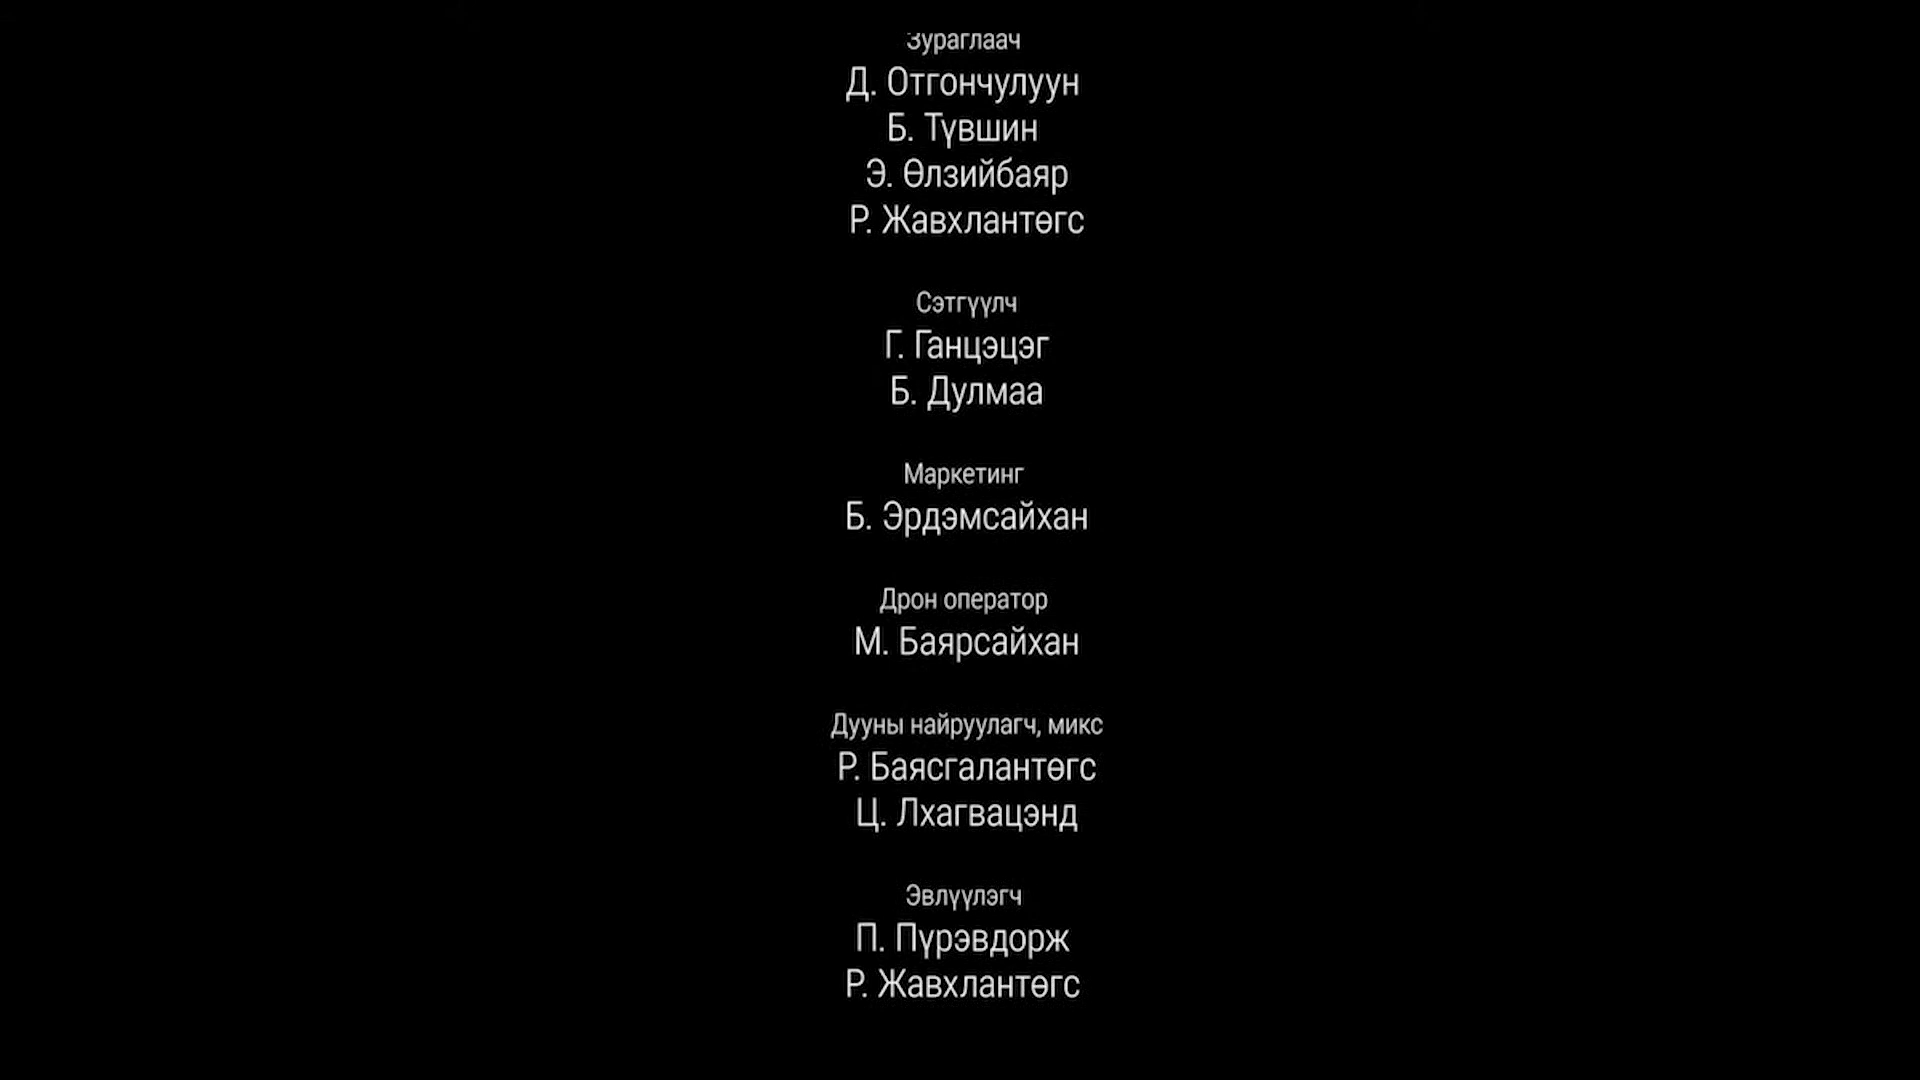 Зураглаач
Д. Отгончулуун
Б. Түвшин
Э. Өлзийбаяр
Р. Жавхлантөгс
Сэтгүүлч
Г. Ганцэцэг
Б. Дулмаа
Маркетинг
Б. Эрдэмсайхан
Дрон оператор
М. Баярсайхан
Дууны найруулагч, микс
Р. Баясгалантөгс
Ц. Лхагвацэнд
Эвлүүлэгч
П. Пүрэвдорж
Р. Жавхлантөгс